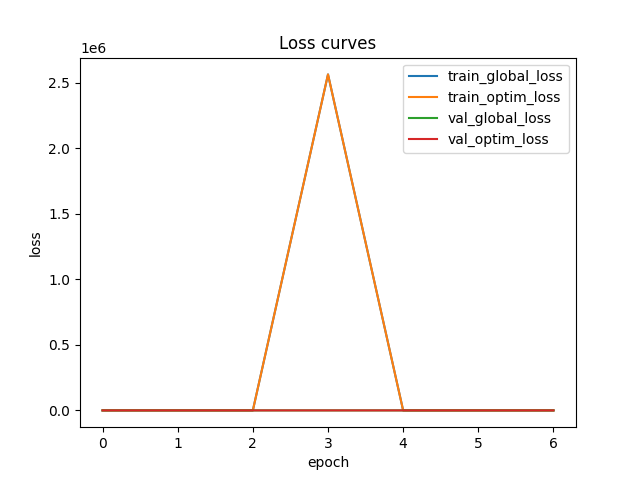 Loss curves
1e6
train_global_loss
train_optim_loss
val_global_loss
val_optim_loss
2.5
2.0
1.5
1.0
0.5
0.0
loss
0 1 2 3 4 5 6
epoch